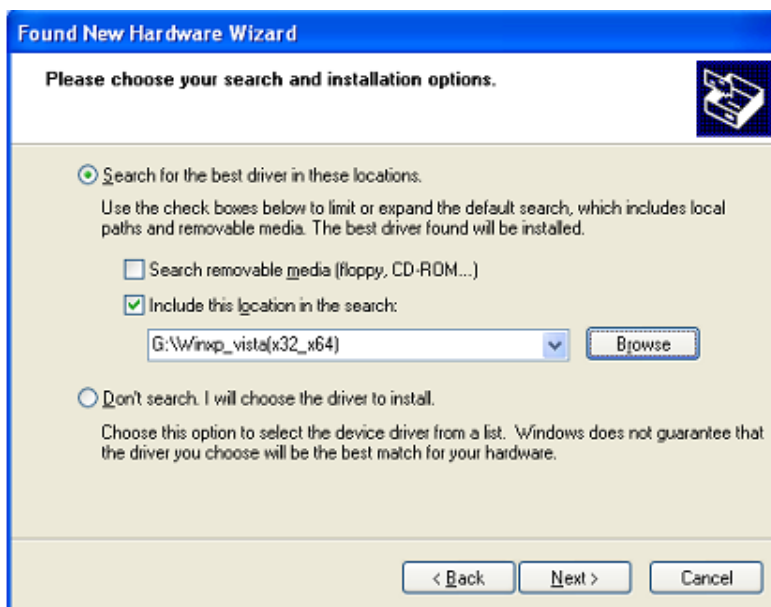 Found New Hardware Wizard
Please choose your search and installation options.
Search for the best driver in these locations.
Use the check boxes below to limit or expand the default search, which includes local
paths and removable media. The best driver found will be installed.
Search removable media (floppy, CD-ROM...)
Include this location in the search:
G:\Winxp_vista(x32_x64)
Browse
Don't search. I will choose the driver to install.
Choose this option to select the device driver from a list. Windows does not guarantee that
the driver you choose will be the best match for your hardware.
< Back Next > Cancel